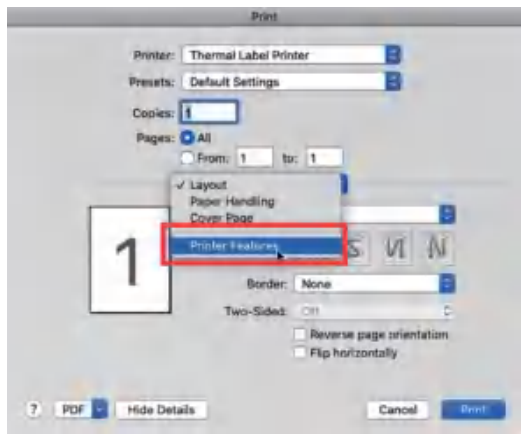 Print
Printer: Thermal Label Printer
Presets: Default Settings
Copies: 1
Pages: All
From: 1 to: 1
✓ Layout
Paper Handling
Cover Page
Printer Features
1
Border: None
Two-Sided: Off
Reverse page orientation
Flip horizontally
? PDF Hide Details Cancel Print